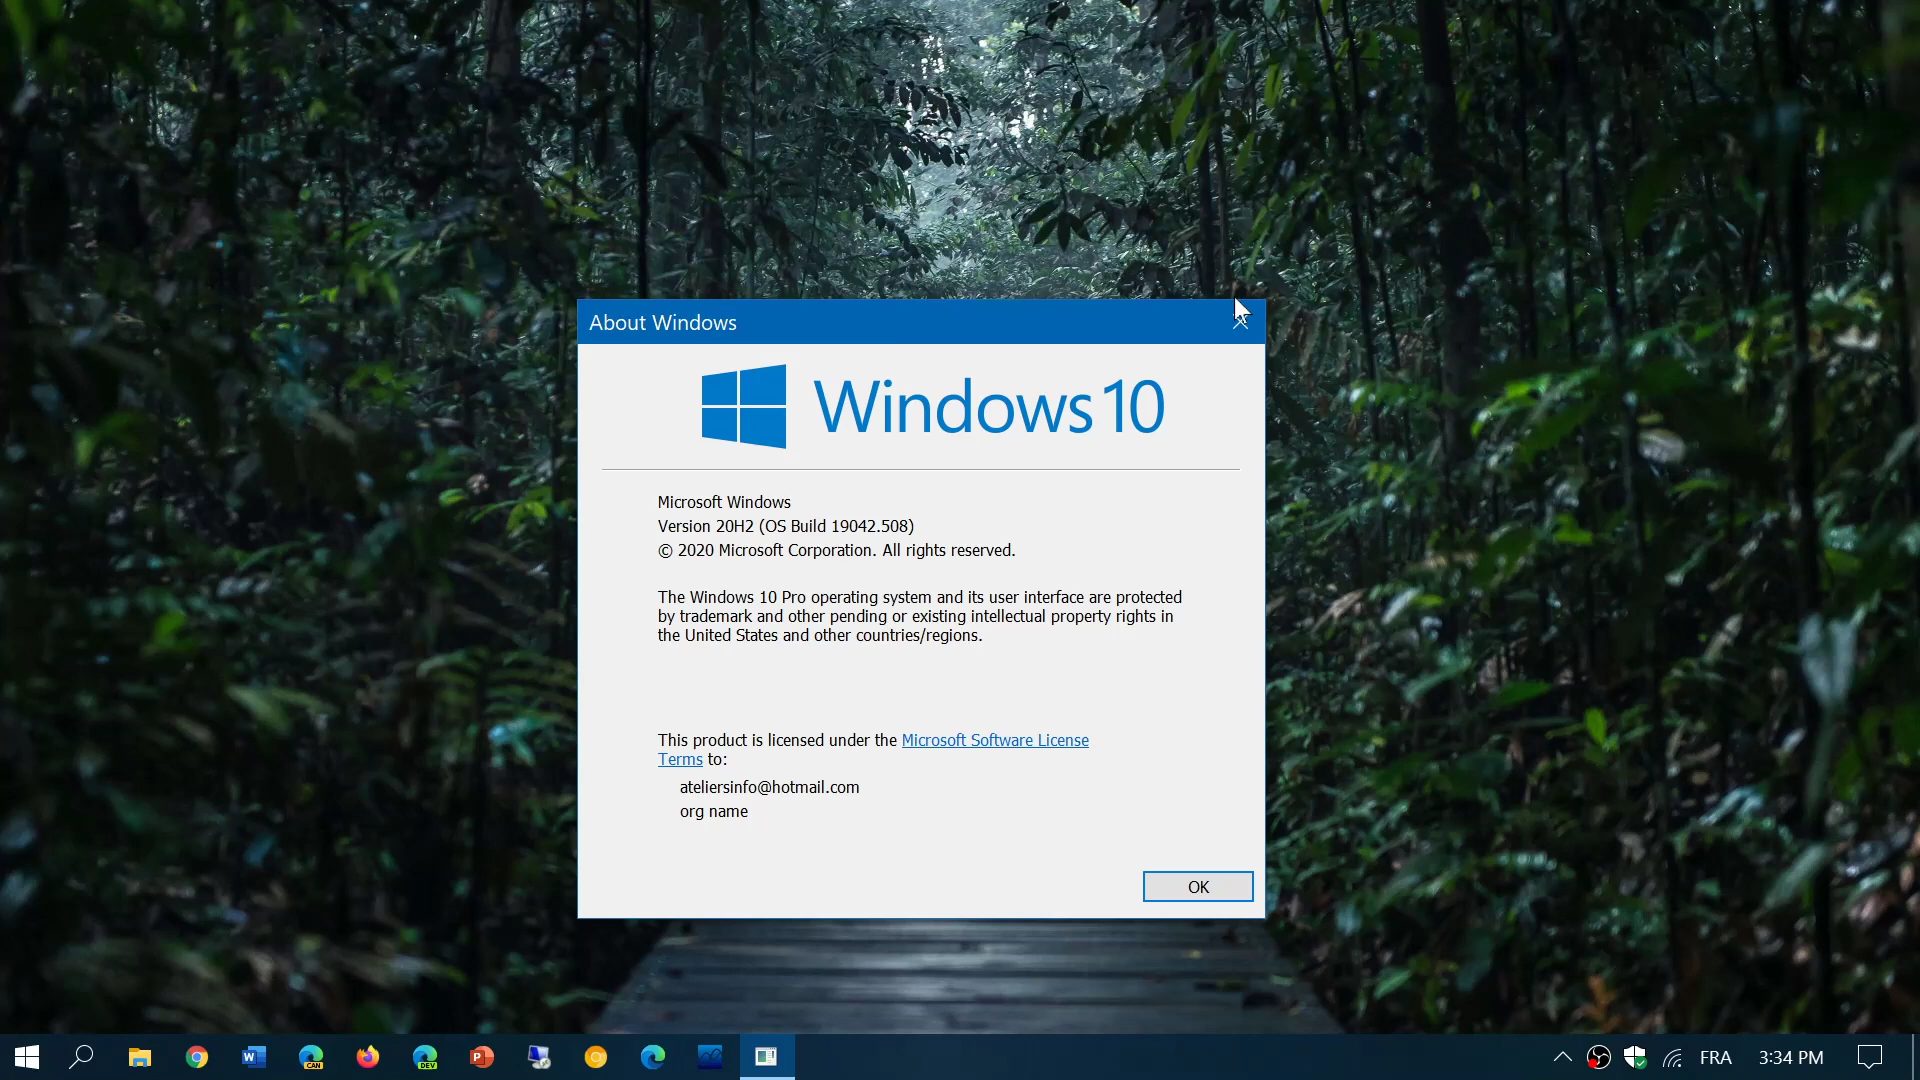 About Windows
Windows 10
Microsoft Windows
Version 20H2 (OS Build 19042.508)
© 2020 Microsoft Corporation. All rights reserved.
The Windows 10 Pro operating system and its user interface are protected
by trademark and other pending or existing intellectual property rights in
the United States and other countries/regions.
This product is licensed under the Microsoft Software License
Terms to:
ateliersinfo@hotmail.com
org name
OK
W
CAN
DEV
P
FRA
3:34 PM